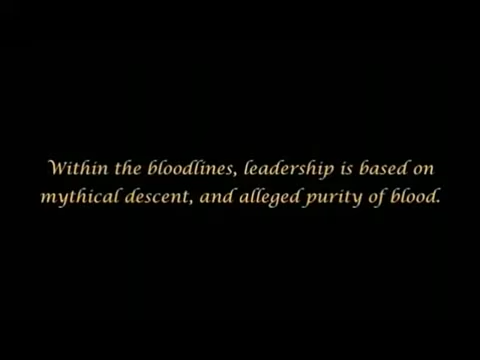 Within the bloodlines, leadership is based on
mythical descent, and alleged purity of blood.